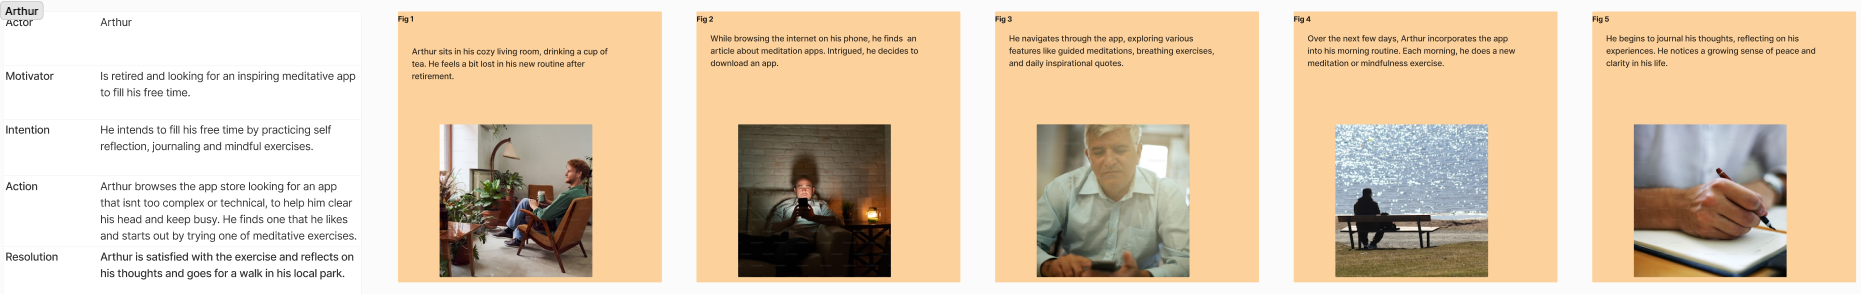 Arthur
Actor
Arthur
Motivator
Is retired and looking for an inspiring meditative app
to fill his free time.
Intention
He intends to fill his free time by practicing self
reflection, journaling and mindful exercises.
Action
Arthur browses the app store looking for an app
that isnt too complex or technical, to help him clear
his head and keep busy. He finds one that he likes
and starts out by trying one of meditative exercises.
Resolution
Arthur is satisfied with the exercise and reflects on
his thoughts and goes for a walk in his local park.
Fig 1
Arthur sits in his cozy living room, drinking a cup of
tea. He feels a bit lost in his new routine after
retirement.
Fig 2
While browsing the internet on his phone, he finds an
article about meditation apps. Intrigued, he decides to
download an app.
Fig 3
He navigates through the app, exploring various
features like guided meditations, breathing exercises,
and daily inspirational quotes.
Fig 4
Over the next few days, Arthur incorporates the app
into his morning routine. Each morning, he does a new
meditation or mindfulness exercise.
Fig 5
He begins to journal his thoughts, reflecting on his
experiences. He notices a growing sense of peace and
clarity in his life.